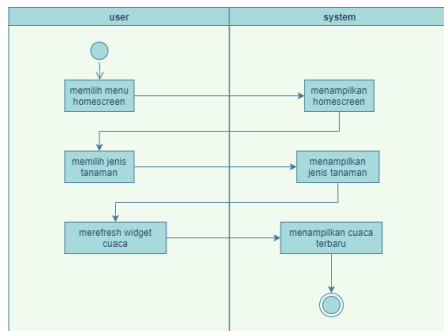 user
system
memilih menu
homescreen
menampilkan
homescreen
memilih jenis
tanaman
menampilkan
jenis tanaman
merefresh widget
cuaca
menampilkan cuaca
terbaru